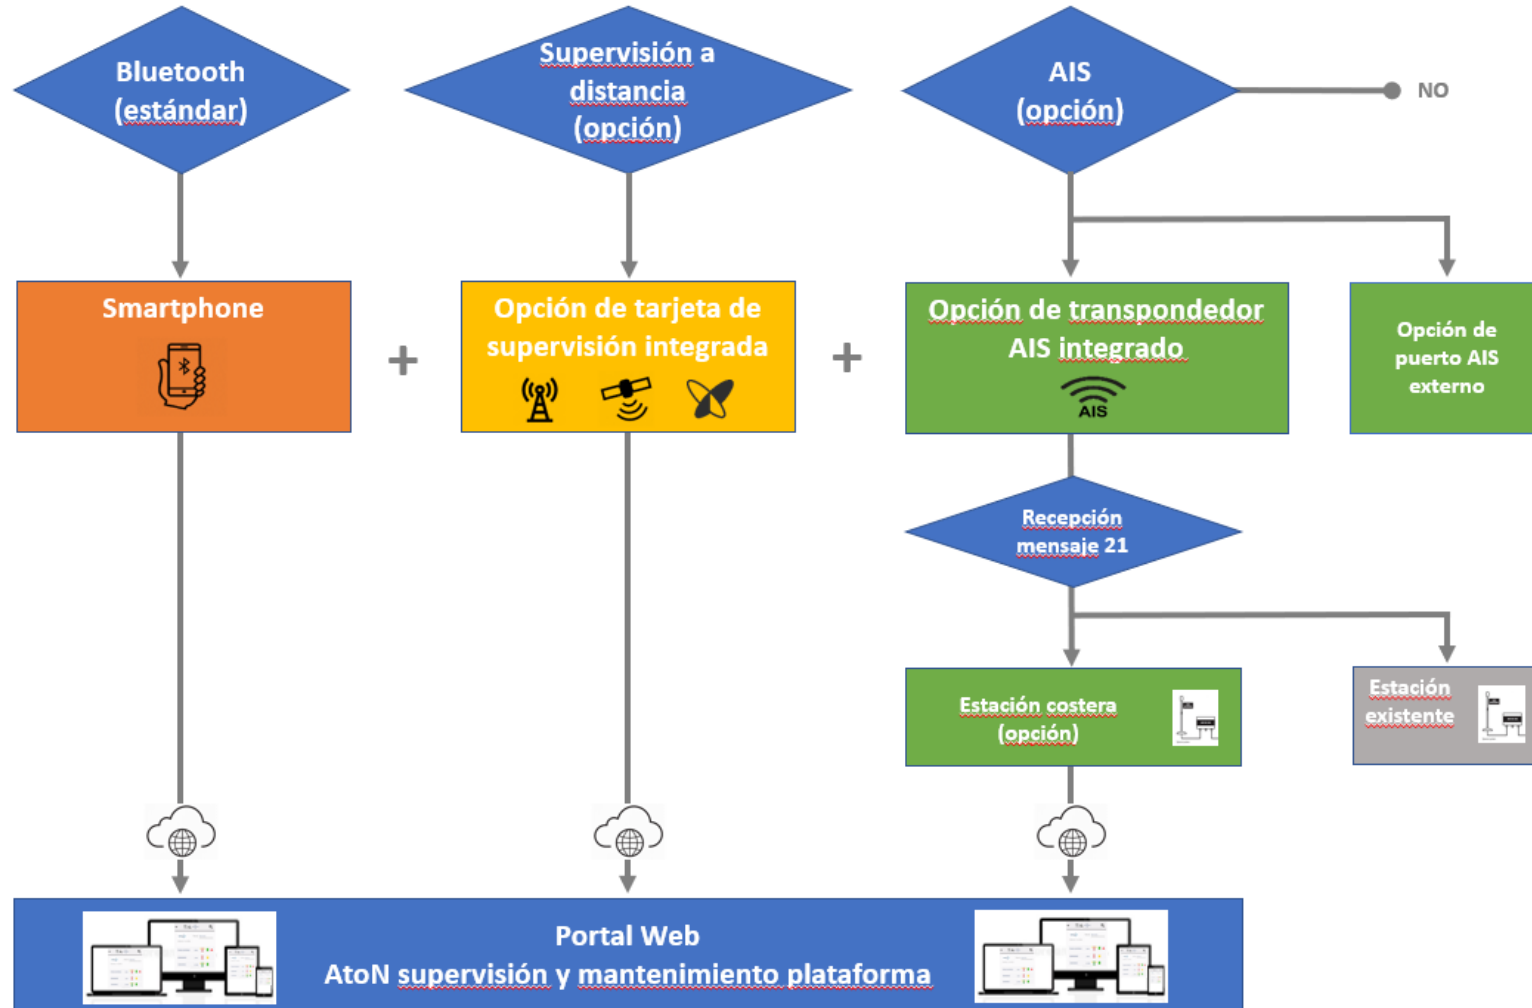 Bluetooth
(estándar)
Supervisión a
distancia
(opción)
AIS
(opción)
NO
Smartphone
+
Opción de tarjeta de
supervisión integrada
+
Opción de transpondedor
AIS integrado
AIS
Opción de
puerto AIS
externo
Recepción
mensaje 21
Estación costera
(opción)
Estación
existente
Portal Web
AtoN supervisión y mantenimiento plataforma